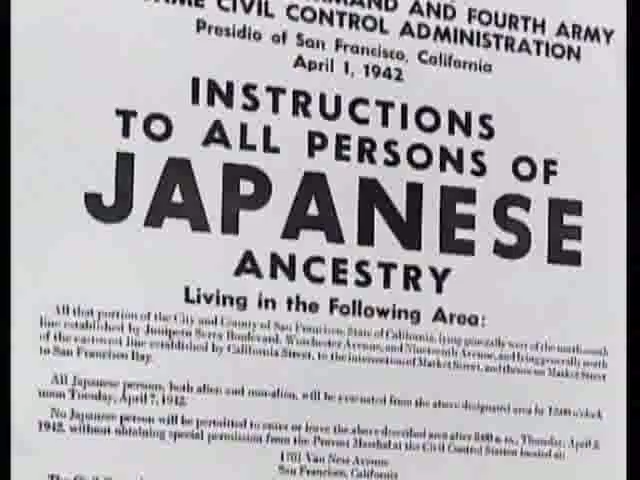 AND AND FOURTH ARMY
CIVIL CONTROL ADMINISTRATION
Presidio of San Francisco, California
April 1, 1942
INSTRUCTIONS
TO ALL PERSONS OF
JAPANESE
ANCESTRY
Living in the Following Area:
All that portion of the City and County of San Francisco, State of California, lying generally west of the north-south
line established by Junipero Serra Boulevard, Worchester Avenue, and Nineteenth Avenue, and lying generally north
of the east-west line established by California Street, to the intersection of Market Street, and thence on Market Street
to San Francisco Bay.
All Japanese persons, both alien and non-alien, will be evacuated from the above designated area by 12:00 o'clock
noon Tuesday, April 7, 1942.
No Japanese person will be permitted to enter or leave the above described area after 8:00 a. m., Thursday, April 2,
1942, without obtaining special permission from the Provost Marshal at the Civil Control Station located at:
1701 Van Ness Avenue
San Francisco, California